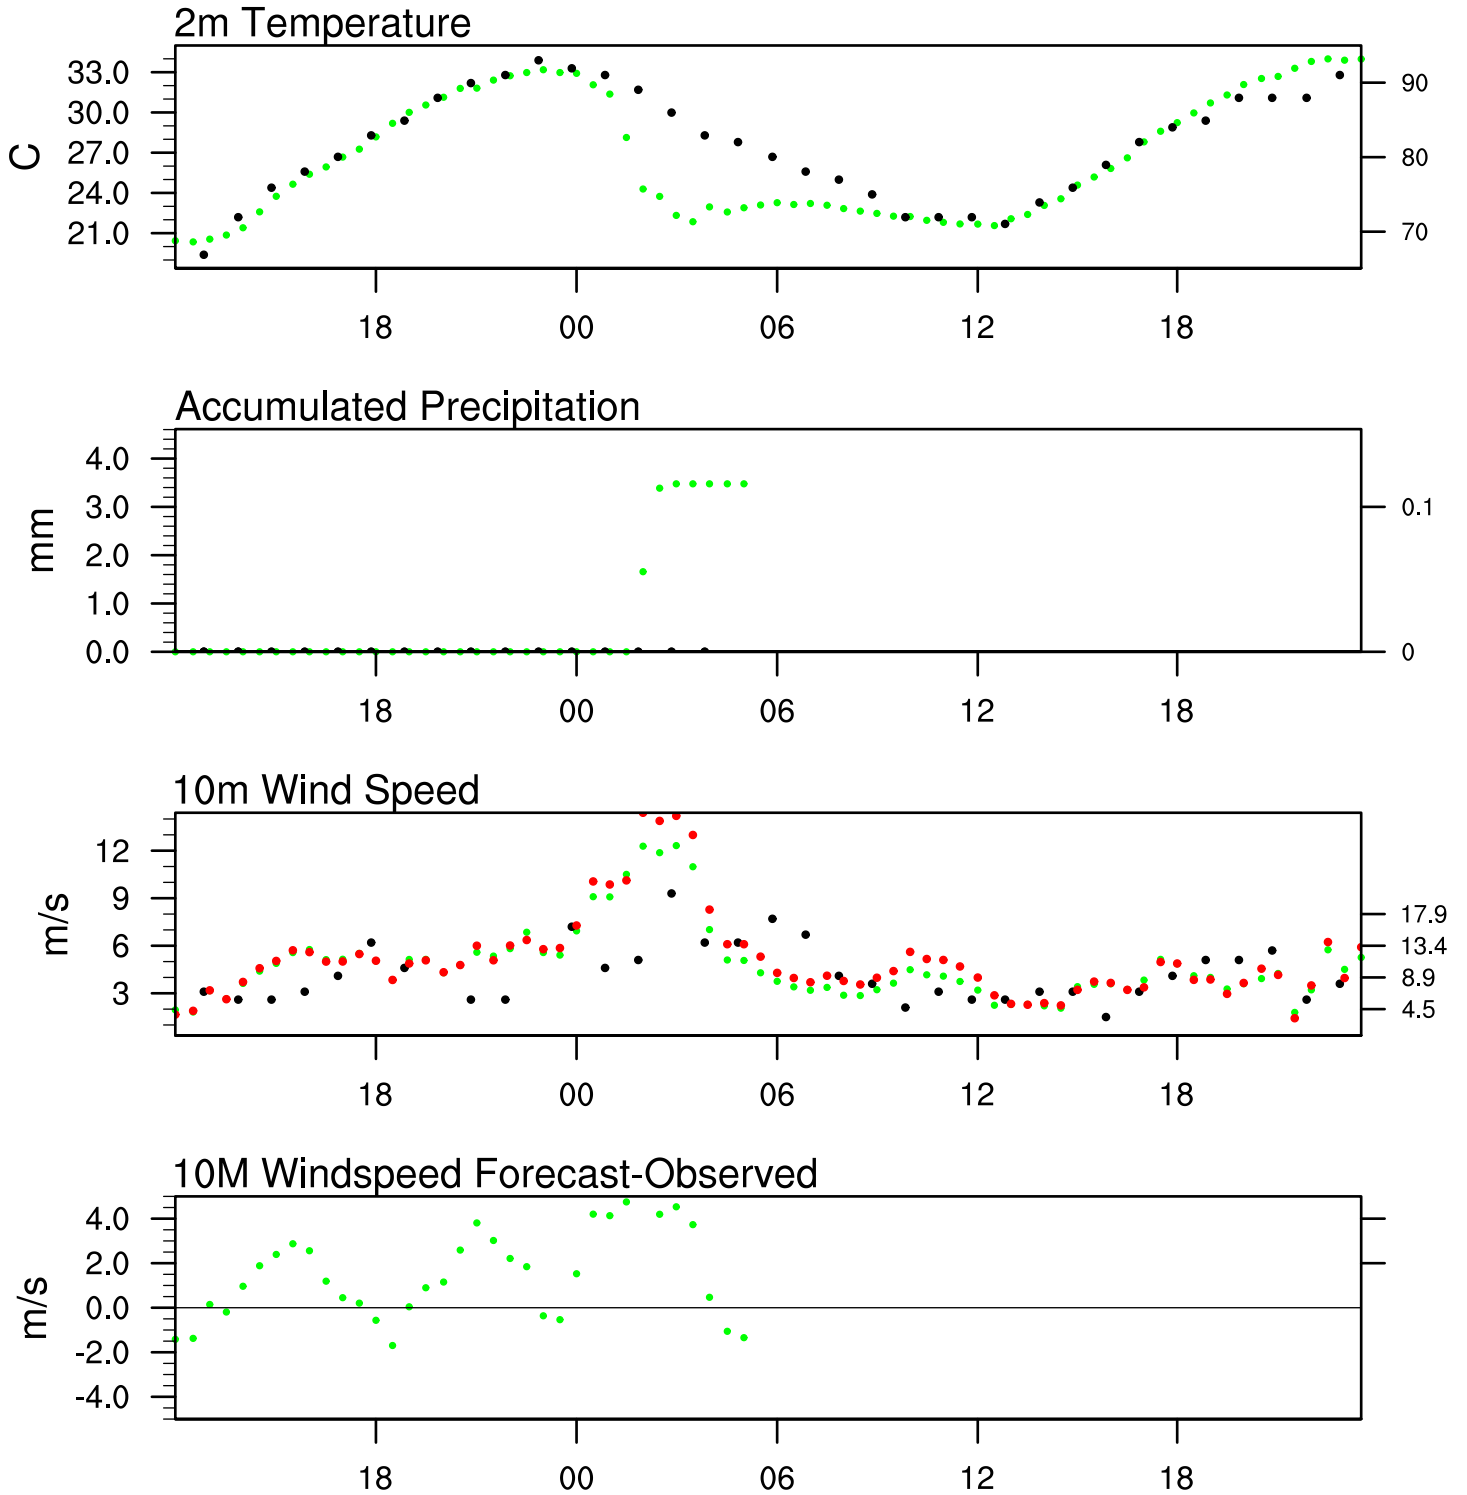 2m Temperature
33.0
30.0
27.0
24.0
21.0
C
90
80
70
18 00 06 12 18
Accumulated Precipitation
4.0
3.0
2.0
1.0
0.0
mm
0.1
0
18 00 06 12 18
10m Wind Speed
12
9
6
3
m/s
17.9
13.4
8.9
4.5
18 00 06 12 18
10M Windspeed Forecast-Observed
4.0
2.0
0.0
-2.0
-4.0
m/s
18 00 06 12 18